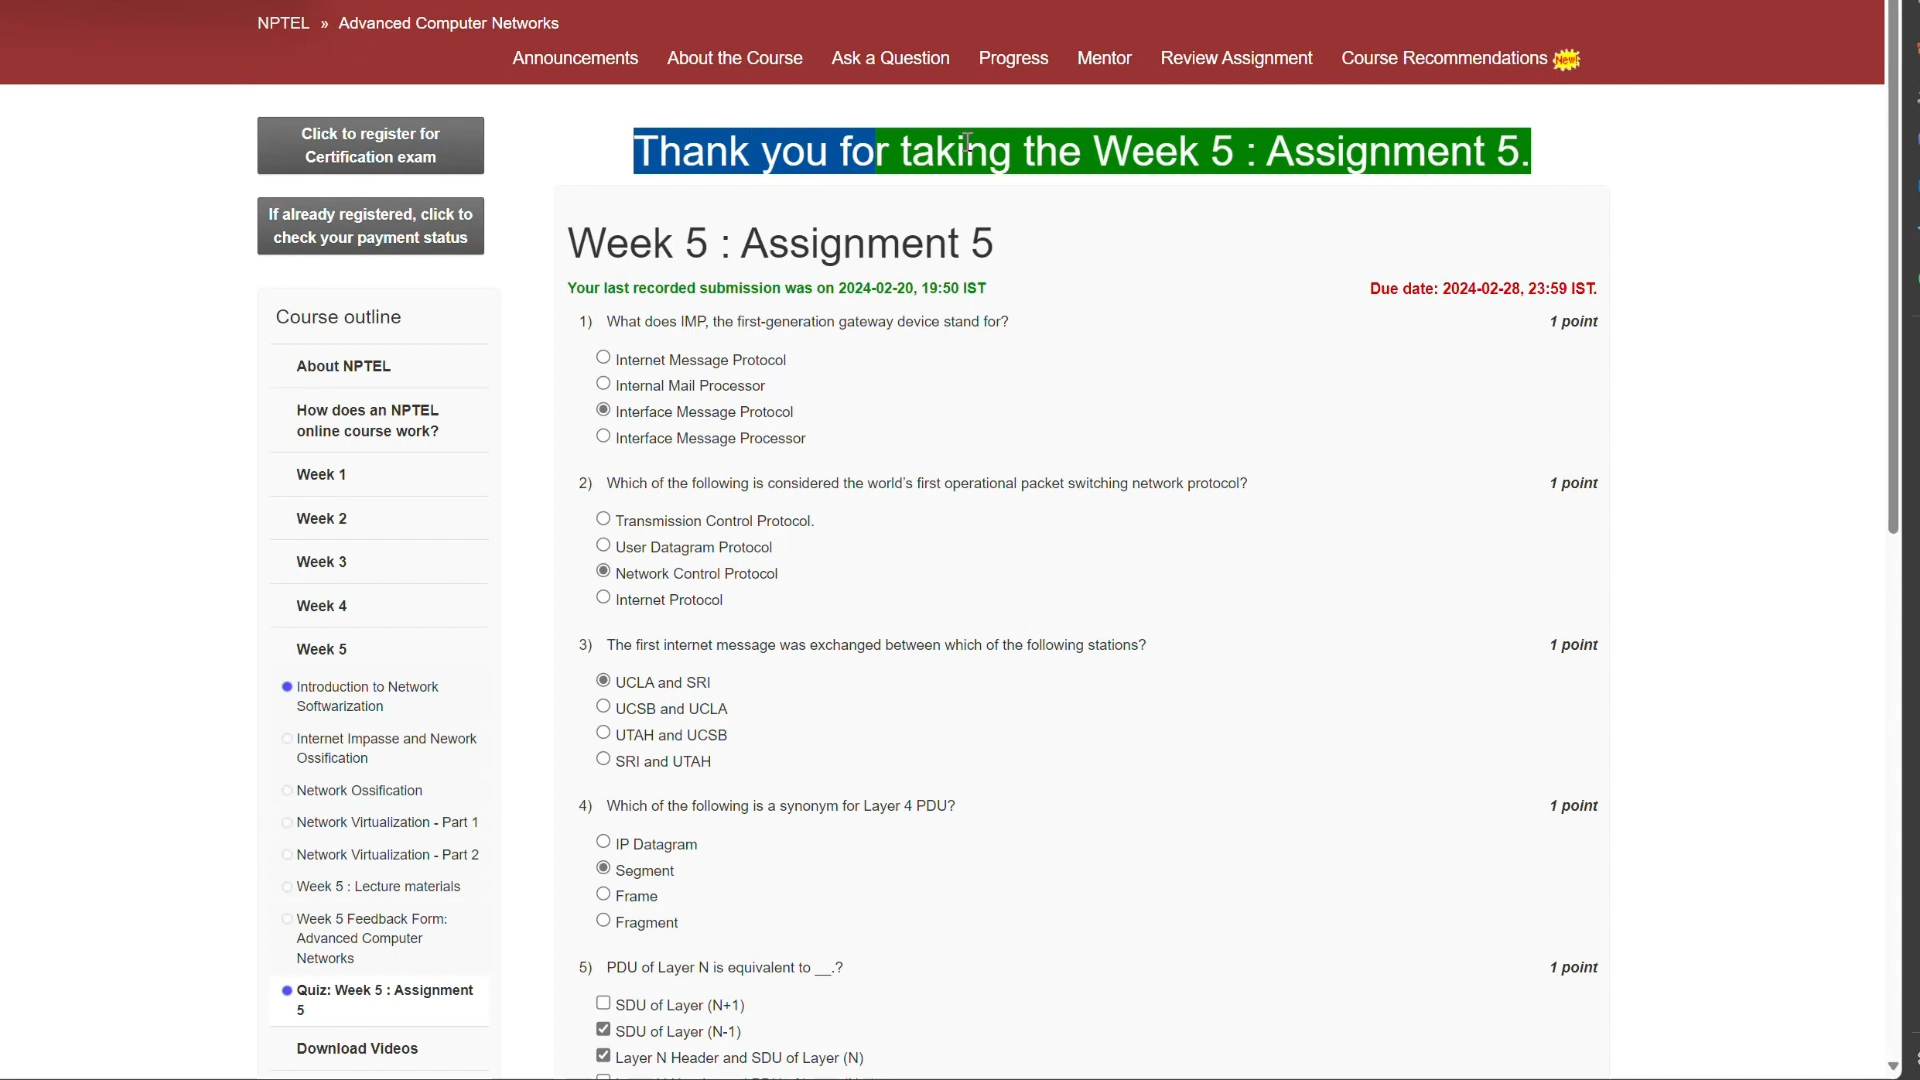 NPTEL » Advanced Computer Networks
Announcements About the Course Ask a Question Progress Mentor Review Assignment Course Recommendations New!
Click to register for
Certification exam
If already registered, click to
check your payment status
Course outline
About NPTEL
How does an NPTEL
online course work?
Week 1
Week 2
Week 3
Week 4
Week 5
Introduction to Network
Softwarization
Internet Impasse and Nework
Ossification
Network Ossification
Network Virtualization - Part 1
Network Virtualization - Part 2
Week 5 : Lecture materials
Week 5 Feedback Form:
Advanced Computer
Networks
Quiz: Week 5 : Assignment
5
Download Videos
Thank you for taking the Week 5 : Assignment 5.
Week 5 : Assignment 5
Your last recorded submission was on 2024-02-20, 19:50 IST Due date: 2024-02-28, 23:59 IST.
1) What does IMP, the first-generation gateway device stand for? 1 point
Internet Message Protocol
Internal Mail Processor
Interface Message Protocol
Interface Message Processor
2) Which of the following is considered the world's first operational packet switching network protocol? 1 point
Transmission Control Protocol.
User Datagram Protocol
Network Control Protocol
Internet Protocol
3) The first internet message was exchanged between which of the following stations? 1 point
UCLA and SRI
UCSB and UCLA
UTAH and UCSB
SRI and UTAH
4) Which of the following is a synonym for Layer 4 PDU? 1 point
IP Datagram
Segment
Frame
Fragment
5) PDU of Layer N is equivalent to __.? 1 point
SDU of Layer (N+1)
SDU of Layer (N-1)
Layer N Header and SDU of Layer (N)